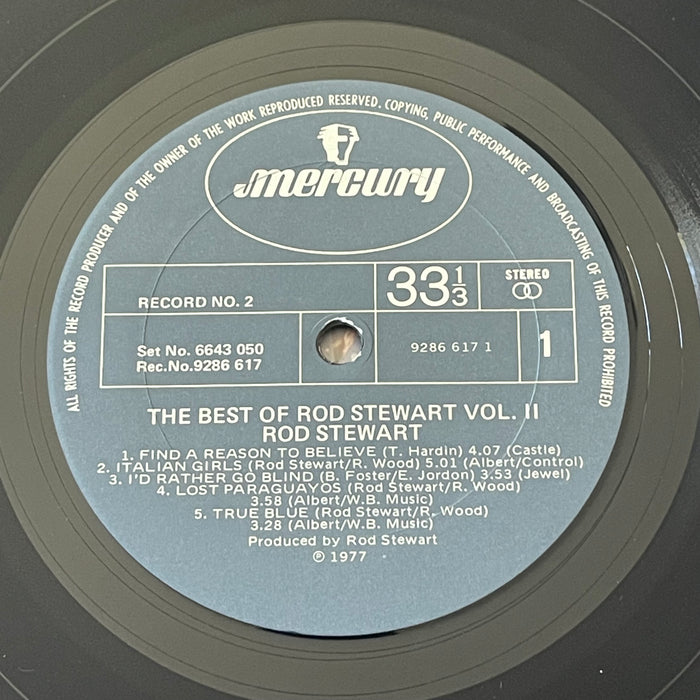 ALL RIGHTS OF THE RECORD PRODUCER AND OF THE OWNER OF THE WORK REPRODUCED RESERVED. COPYING, PUBLIC PERFORMANCE AND BROADCASTING OF THIS RECORD PROHIBITED
mercury
RECORD NO. 2
33 1/3
STEREO
Set No. 6643 050
Rec.No.9286 617
9286 617 1
1
THE BEST OF ROD STEWART VOL. II
ROD STEWART
1. FIND A REASON TO BELIEVE (T. Hardin) 4.07 (Castle)
2. ITALIAN GIRLS (Rod Stewart/R. Wood) 5.01 (Albert/Control)
3. I'D RATHER GO BLIND (B. Foster/E. Jordon) 3.53 (Jewel)
4. LOST PARAGUAYOS (Rod Stewart/R. Wood)
3.58 (Albert/W.B. Music)
5. TRUE BLUE (Rod Stewart/R. Wood)
3.28 (Albert/W.B. Music)
Produced by Rod Stewart
℗ 1977